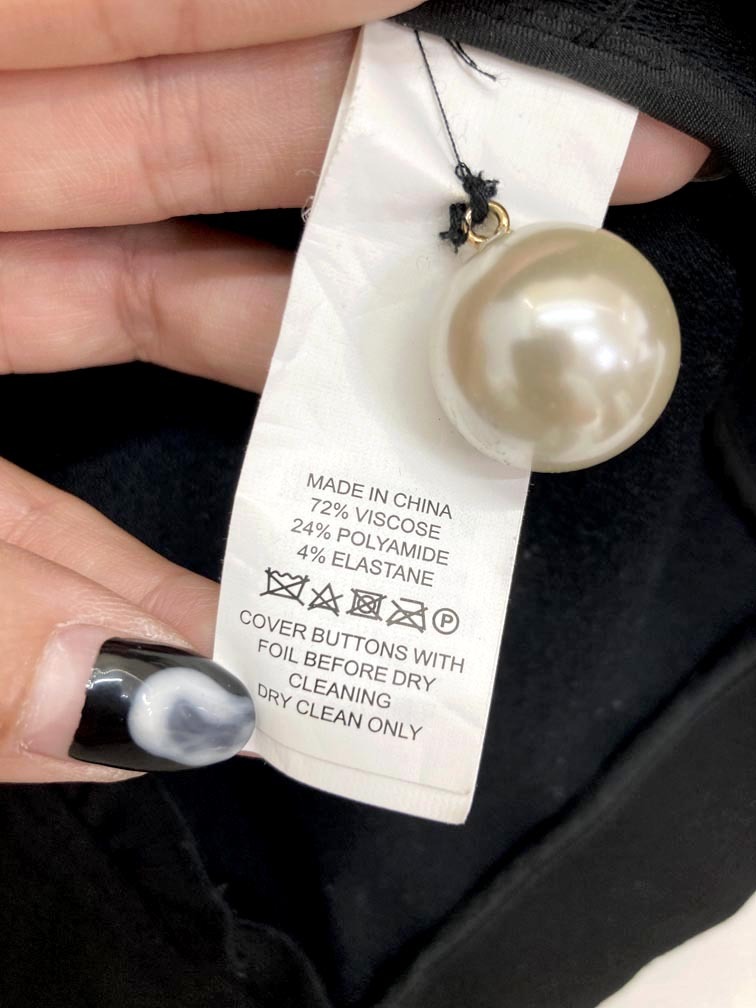 MADE IN CHINA
72% VISCOSE
24% POLYAMIDE
4% ELASTANE
P
COVER BUTTONS WITH
FOIL BEFORE DRY
CLEANING
DRY CLEAN ONLY